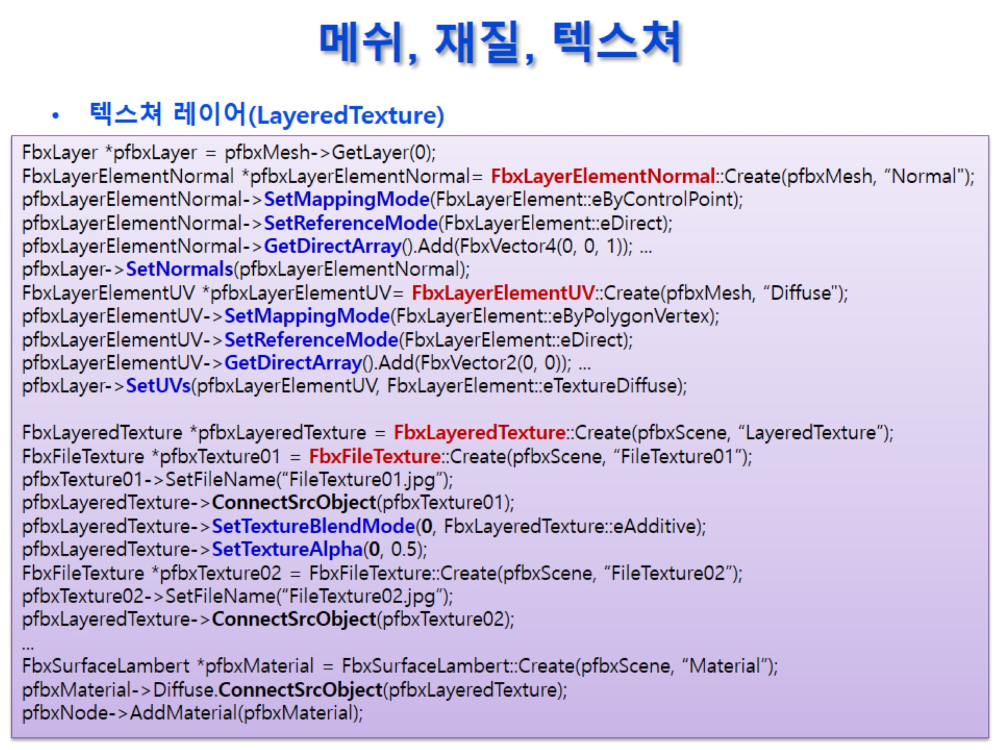 메쉬, 재질, 텍스쳐
• 텍스쳐 레이어(LayeredTexture)
FbxLayer *pfbxLayer = pfbxMesh->GetLayer(0);
FbxLayerElementNormal *pfbxLayerElementNormal= FbxLayerElementNormal::Create(pfbxMesh, “Normal");
pfbxLayerElementNormal->SetMappingMode(FbxLayerElement::eByControlPoint);
pfbxLayerElementNormal->SetReferenceMode(FbxLayerElement::eDirect);
pfbxLayerElementNormal->GetDirectArray().Add(FbxVector4(0, 0, 1)); ...
pfbxLayer->SetNormals(pfbxLayerElementNormal);
FbxLayerElementUV *pfbxLayerElementUV= FbxLayerElementUV::Create(pfbxMesh, “Diffuse");
pfbxLayerElementUV->SetMappingMode(FbxLayerElement::eByPolygonVertex);
pfbxLayerElementUV->SetReferenceMode(FbxLayerElement::eDirect);
pfbxLayerElementUV->GetDirectArray().Add(FbxVector2(0, 0)); ...
pfbxLayer->SetUVs(pfbxLayerElementUV, FbxLayerElement::eTextureDiffuse);
FbxLayeredTexture *pfbxLayeredTexture = FbxLayeredTexture::Create(pfbxScene, “LayeredTexture”);
FbxFileTexture *pfbxTexture01 = FbxFileTexture::Create(pfbxScene, “FileTexture01”);
pfbxTexture01->SetFileName(“FileTexture01.jpg”);
pfbxLayeredTexture->ConnectSrcObject(pfbxTexture01);
pfbxLayeredTexture->SetTextureBlendMode(0, FbxLayeredTexture::eAdditive);
pfbxLayeredTexture->SetTextureAlpha(0, 0.5);
FbxFileTexture *pfbxTexture02 = FbxFileTexture::Create(pfbxScene, “FileTexture02”);
pfbxTexture02->SetFileName(“FileTexture02.jpg”);
pfbxLayeredTexture->ConnectSrcObject(pfbxTexture02);
...
FbxSurfaceLambert *pfbxMaterial = FbxSurfaceLambert::Create(pfbxScene, “Material”);
pfbxMaterial->Diffuse.ConnectSrcObject(pfbxLayeredTexture);
pfbxNode->AddMaterial(pfbxMaterial);